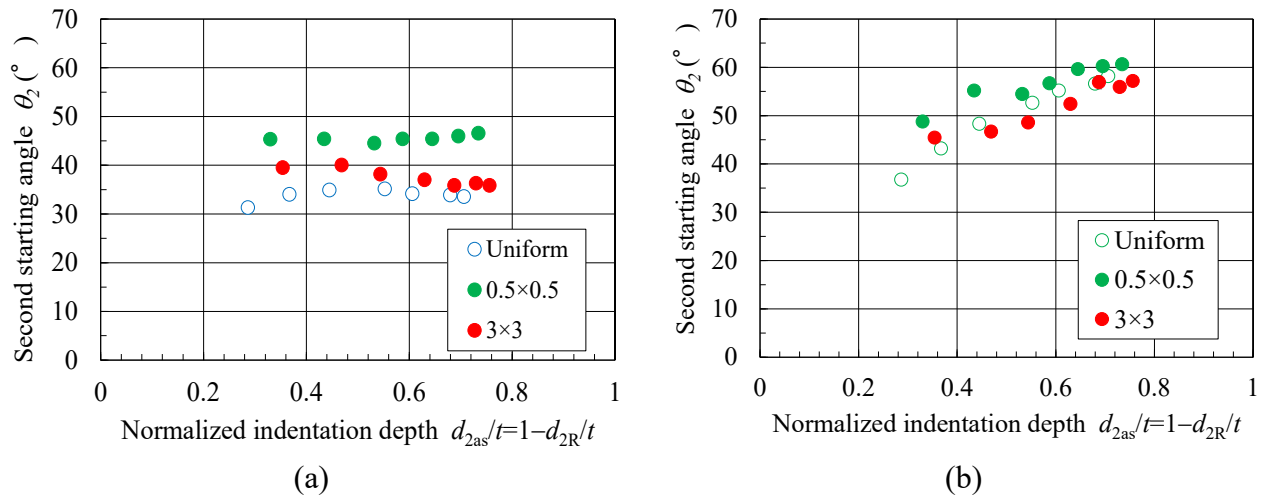 Second starting angle θ₂ (°)
70
60
50
40
30
20
10
0
Uniform
0.5×0.5
3×3
0 0.2 0.4 0.6 0.8 1
Normalized indentation depth d₂ₐₛ/t=1−d₂R/t
(a)
Second starting angle θ₂ (°)
70
60
50
40
30
20
10
0
Uniform
0.5×0.5
3×3
0 0.2 0.4 0.6 0.8 1
Normalized indentation depth d₂ₐₛ/t=1−d₂R/t
(b)